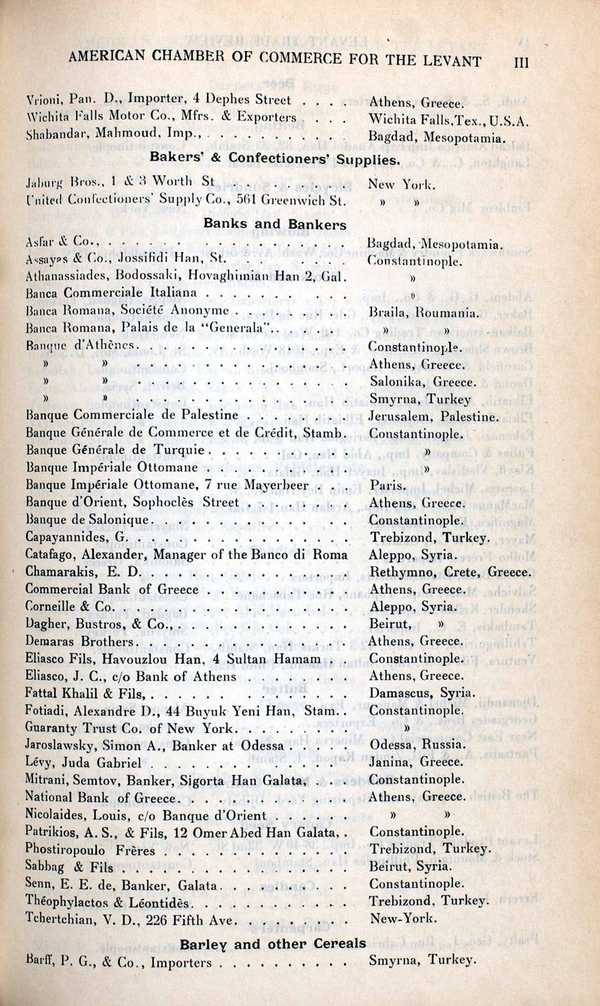 AMERICAN CHAMBER OF COMMERCE FOR THE LEVANT III
Vrioni, Pan. D., Importer, 4 Dephes Street . . . . Athens, Greece.
Wichita Falls Motor Co., Mfrs. & Exporters . . . Wichita Falls, Tex., U.S.A.
Shabandar, Mahmoud, Imp., . . . . . . . . . . Bagdad, Mesopotamia.
Bakers' & Confectioners' Supplies.
Jaburg Bros., 1 & 3 Worth St . . . . . . . . New York.
United Confectioners' Supply Co., 561 Greenwich St. » »
Banks and Bankers
Asfar & Co., . . . . . . . . . . . . . . . . Bagdad, Mesopotamia.
Assayas & Co., Jossifidi Han, St. . . . . . . Constantinople.
Athanassiades, Bodossaki, Hovaghimian Han 2, Gal. »
Banca Commerciale Italiana . . . . . . . . . »
Banca Romana, Société Anonyme . . . . . . . . Braila, Roumania.
Banca Romana, Palais de la "Generala" . . . . . » »
Banque d'Athènes. . . . . . . . . . . . . . Constantinople.
» » . . . . . . . . . . . . . . Athens, Greece.
» » . . . . . . . . . . . . . . Salonika, Greece.
» » . . . . . . . . . . . . . . Smyrna, Turkey
Banque Commerciale de Palestine . . . . . . . Jerusalem, Palestine.
Banque Générale de Commerce et de Crédit, Stamb. Constantinople.
Banque Générale de Turquie. . . . . . . . . . »
Banque Impériale Ottomane . . . . . . . . . . »
Banque Impériale Ottomane, 7 rue Mayerbeer . . . Paris.
Banque d'Orient, Sophoclès Street . . . . . . . Athens, Greece.
Banque de Salonique. . . . . . . . . . . . . Constantinople.
Capayannides, G. . . . . . . . . . . . . . . Trebizond, Turkey.
Catafago, Alexander, Manager of the Banco di Roma Aleppo, Syria.
Chamarakis, E. D. . . . . . . . . . . . . . Rethymno, Crete, Greece.
Commercial Bank of Greece . . . . . . . . . . Athens, Greece.
Corneille & Co. . . . . . . . . . . . . . . Aleppo, Syria.
Dagher, Bustros, & Co., . . . . . . . . . . . Beirut, »
Demaras Brothers. . . . . . . . . . . . . . Athens, Greece.
Eliasco Fils, Havouzlou Han, 4 Sultan Hamam . . Constantinople.
Eliasco, J. C., c/o Bank of Athens . . . . . . . Athens, Greece.
Fattal Khalil & Fils, . . . . . . . . . . . . . Damascus, Syria.
Fotiadi, Alexandre D., 44 Buyuk Yeni Han, Stam. . Constantinople.
Guaranty Trust Co. of New York. . . . . . . . »
Jaroslawsky, Simon A., Banker at Odessa . . . . Odessa, Russia.
Lévy, Juda Gabriel . . . . . . . . . . . . . Janina, Greece.
Mitrani, Semtov, Banker, Sigorta Han Galata, . . . Constantinople.
National Bank of Greece. . . . . . . . . . . . Athens, Greece.
Nicolaides, Louis, c/o Banque d'Orient . . . . . . » »
Patrikios, A. S., & Fils, 12 Omer Abed Han Galata, . Constantinople.
Phostiropoulo Frères . . . . . . . . . . . . Trebizond, Turkey.
Sabbag & Fils . . . . . . . . . . . . . . . Beirut, Syria.
Senn, E. E. de, Banker, Galata. . . . . . . . . Constantinople.
Théophylactos & Léontidès. . . . . . . . . . . Trebizond, Turkey.
Tchertchian, V. D., 226 Fifth Ave. . . . . . . . New-York.
Barley and other Cereals
Barff, P. G., & Co., Importers . . . . . . . . . Smyrna, Turkey.